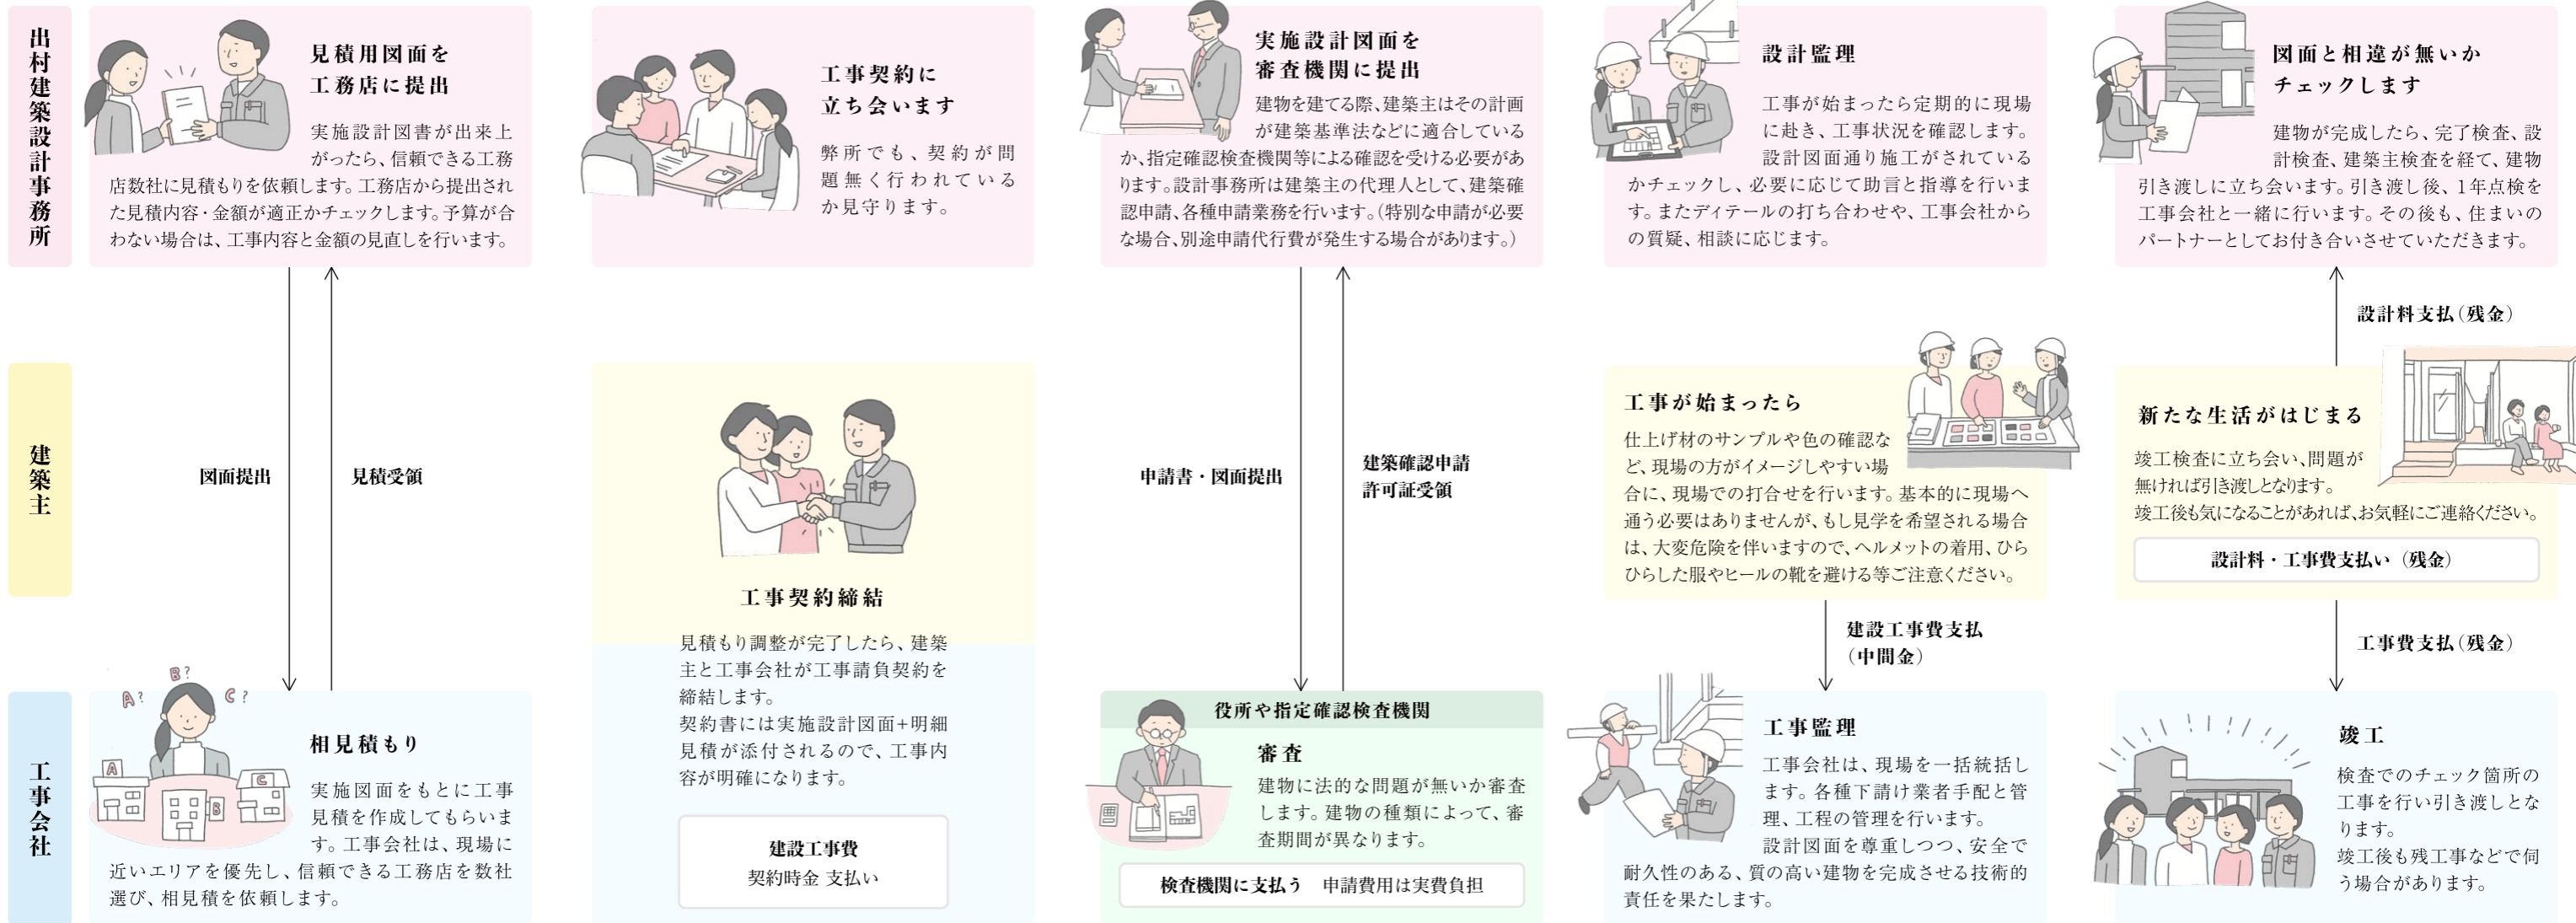 出村建築設計事務所
見積用図面を
工務店に提出
実施設計図書が出来上
がったら、信頼できる工務
店数社に見積もりを依頼します。工務店から提出され
た見積内容・金額が適正かチェックします。予算が合
わない場合は、工事内容と金額の見直しを行います。
工事契約に
立ち会います
弊所でも、契約が問
題無く行われている
か見守ります。
実施設計図面を
審査機関に提出
建物を建てる際、建築主はその計画
が建築基準法などに適合している
か、指定確認検査機関等による確認を受ける必要があ
ります。設計事務所は建築主の代理人として、建築確
認申請、各種申請業務を行います。（特別な申請が必要
な場合、別途申請代行費が発生する場合があります。）
設計監理
工事が始まったら定期的に現場
に赴き、工事状況を確認します。
設計図面通り施工がされている
かチェックし、必要に応じて助言と指導を行いま
す。またディテールの打ち合わせや、工事会社から
の質疑、相談に応じます。
図面と相違が無いか
チェックします
建物が完成したら、完了検査、設
計検査、建築主検査を経て、建物
引き渡しに立ち会います。引き渡し後、1年点検を
工事会社と一緒に行います。その後も、住まいの
パートナーとしてお付き合いさせていただきます。
建築主
図面提出
見積受領
工事契約締結
見積もり調整が完了したら、建築
主と工事会社が工事請負契約を
締結します。
契約書には実施設計図面+明細
見積が添付されるので、工事内
容が明確になります。
建設工事費
契約時金 支払い
申請書・図面提出
建築確認申請
許可証受領
工事が始まったら
仕上げ材のサンプルや色の確認な
ど、現場の方がイメージしやすい場
合に、現場での打合せを行います。基本的に現場へ
通う必要はありませんが、もし見学を希望される場合
は、大変危険を伴いますので、ヘルメットの着用、ひら
ひらした服やヒールの靴を避ける等ご注意ください。
建設工事費支払
（中間金）
設計料支払（残金）
新たな生活がはじまる
竣工検査に立ち会い、問題が
無ければ引き渡しとなります。
竣工後も気になることがあれば、お気軽にご連絡ください。
設計料・工事費支払い（残金）
工事費支払（残金）
工事会社
A?
B?
C?
A
B
C
相見積もり
実施図面をもとに工事
見積を作成してもらいま
す。工事会社は、現場に
近いエリアを優先し、信頼できる工務店を数社
選び、相見積を依頼します。
役所や指定確認検査機関
審査
建物に法的な問題が無いか審査
します。建物の種類によって、審
査期間が異なります。
検査機関に支払う 申請費用は実費負担
工事監理
工事会社は、現場を一括統括し
ます。各種下請け業者手配と管
理、工程の管理を行います。
設計図面を尊重しつつ、安全で
耐久性のある、質の高い建物を完成させる技術的
責任を果たします。
竣工
検査でのチェック箇所の
工事を行い引き渡しとな
ります。
竣工後も残工事などで伺
う場合があります。